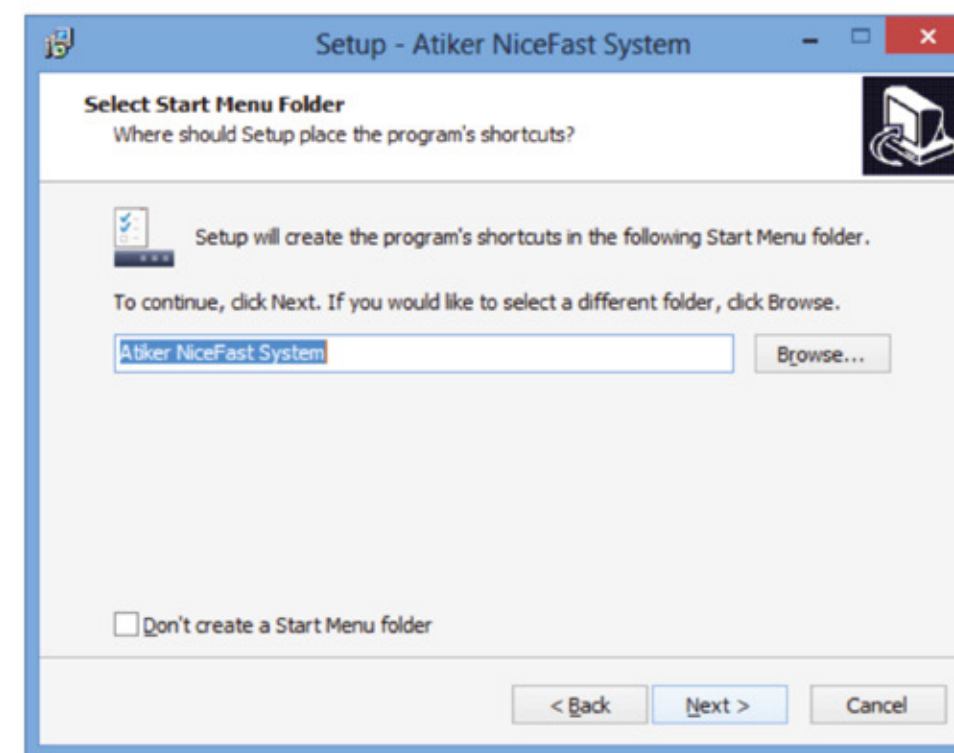 Setup - Atiker NiceFast System
Select Start Menu Folder
Where should Setup place the program's shortcuts?
Setup will create the program's shortcuts in the following Start Menu folder.
To continue, click Next. If you would like to select a different folder, click Browse.
Atiker NiceFast System
Browse...
Don't create a Start Menu folder
< Back
Next >
Cancel